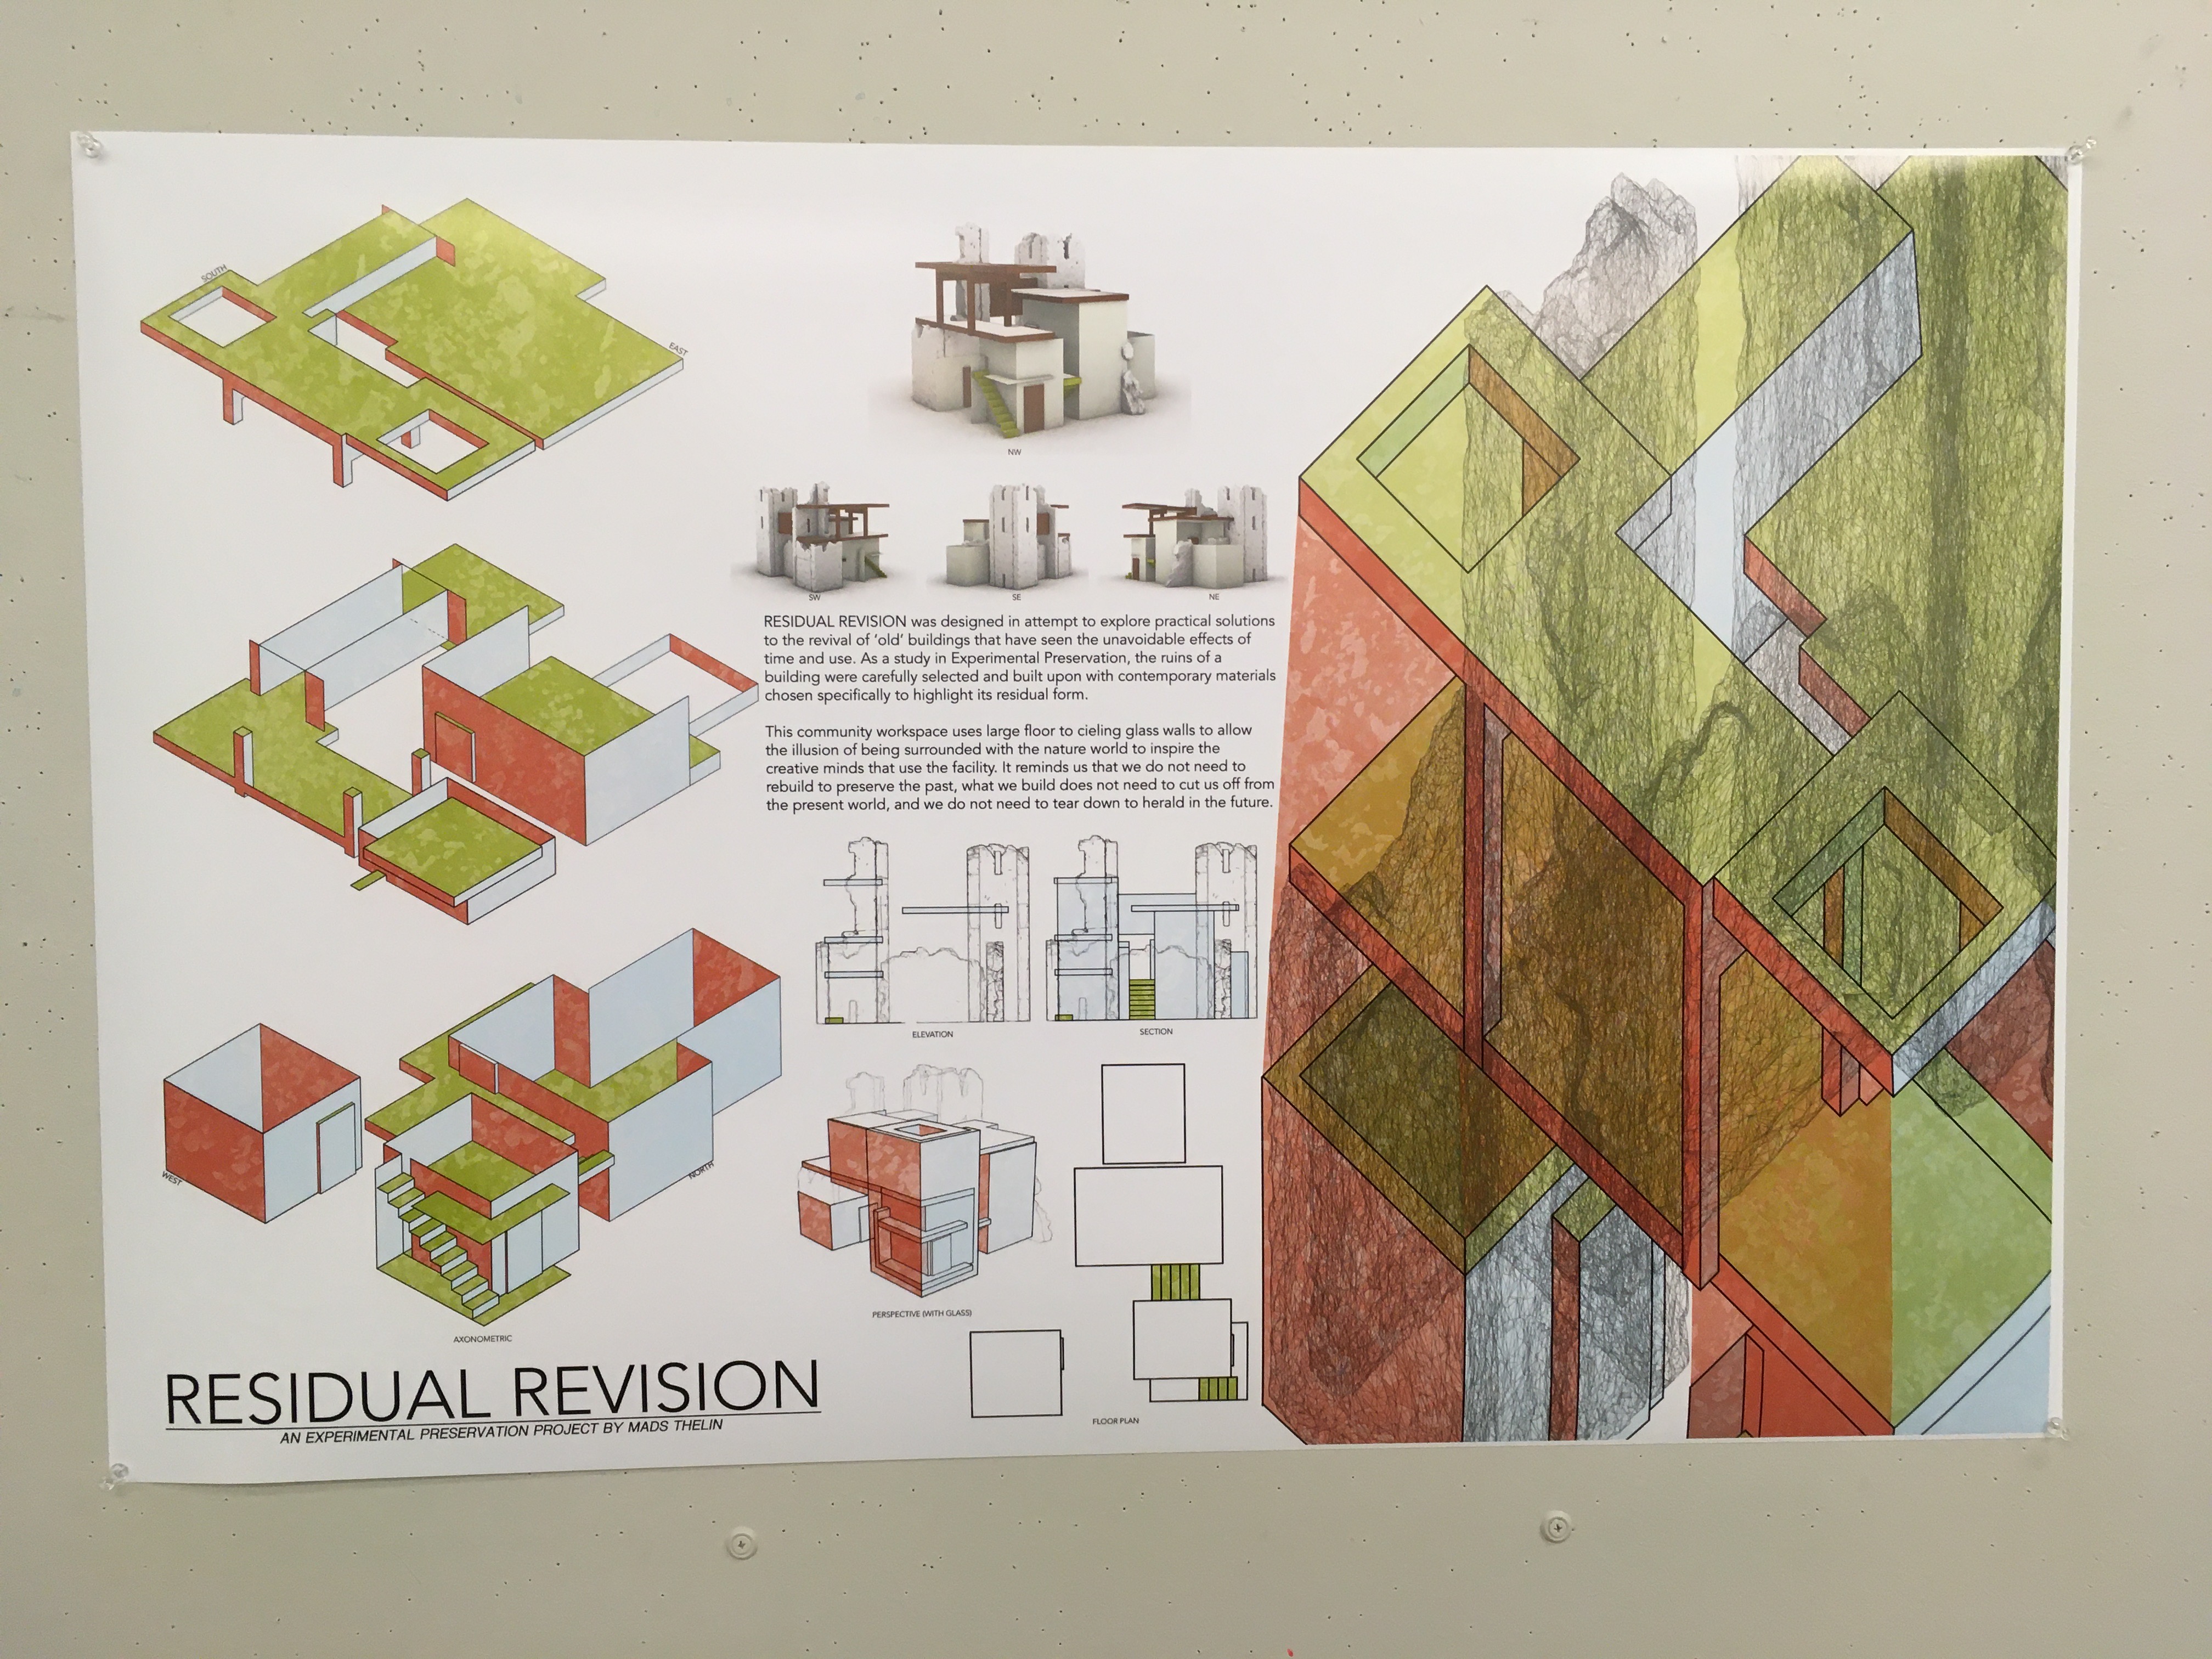 SOUTH
EAST
NW
SW
SE
NE
RESIDUAL REVISION was designed in attempt to explore practical solutions
to the revival of ‘old’ buildings that have seen the unavoidable effects of
time and use. As a study in Experimental Preservation, the ruins of a
building were carefully selected and built upon with contemporary materials
chosen specifically to highlight its residual form.
This community workspace uses large floor to cieling glass walls to allow
the illusion of being surrounded with the nature world to inspire the
creative minds that use the facility. It reminds us that we do not need to
rebuild to preserve the past, what we build does not need to cut us off from
the present world, and we do not need to tear down to herald in the future.
ELEVATION
SECTION
WEST
NORTH
AXONOMETRIC
PERSPECTIVE (WITH GLASS)
FLOOR PLAN
RESIDUAL REVISION
AN EXPERIMENTAL PRESERVATION PROJECT BY MADS THELIN